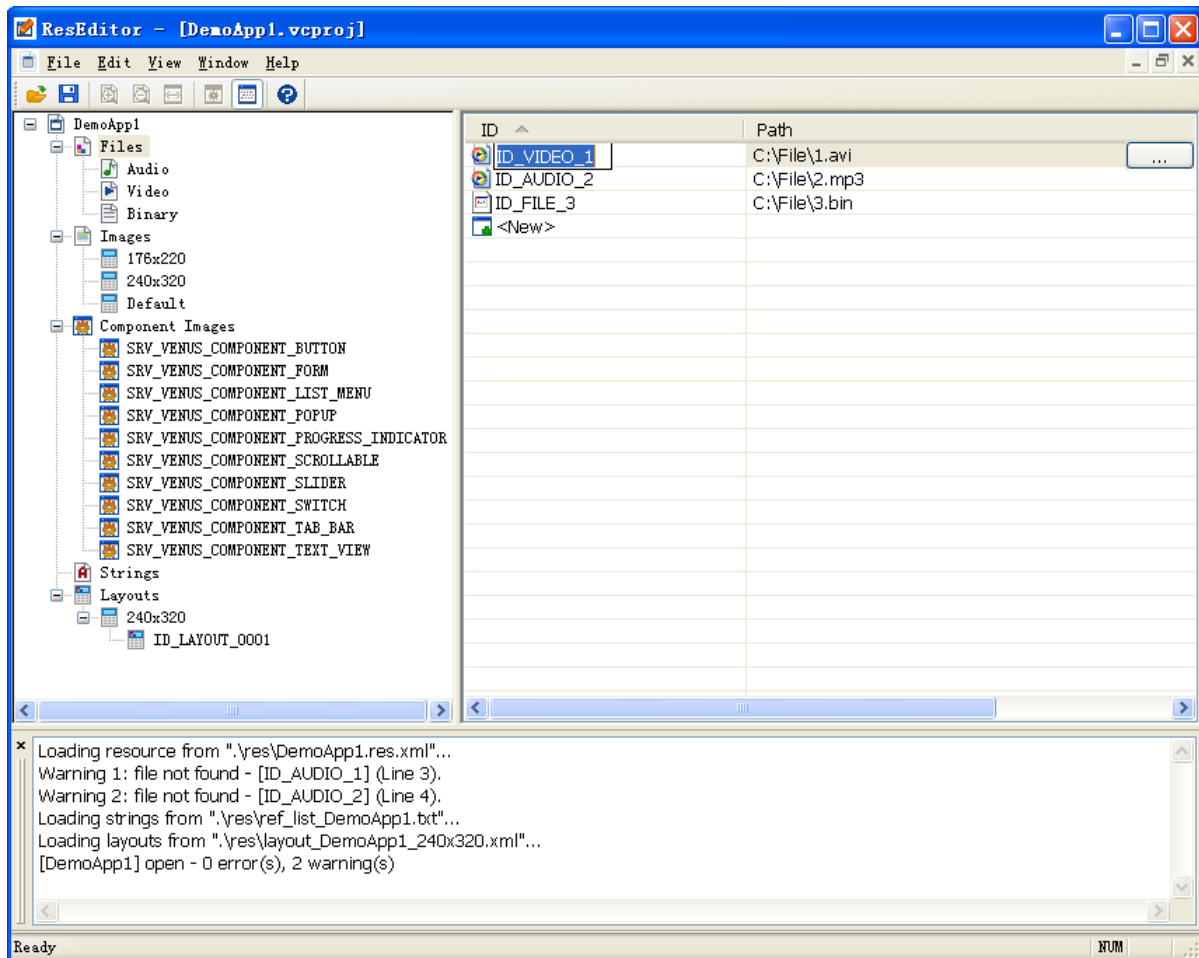 ResEditor - [DemoApp1.vcproj]
File Edit View Window Help
DemoApp1
Files
Audio
Video
Binary
Images
176x220
240x320
Default
Component Images
SRV_VENUS_COMPONENT_BUTTON
SRV_VENUS_COMPONENT_FORM
SRV_VENUS_COMPONENT_LIST_MENU
SRV_VENUS_COMPONENT_POPUP
SRV_VENUS_COMPONENT_PROGRESS_INDICATOR
SRV_VENUS_COMPONENT_SCROLLABLE
SRV_VENUS_COMPONENT_SLIDER
SRV_VENUS_COMPONENT_SWITCH
SRV_VENUS_COMPONENT_TAB_BAR
SRV_VENUS_COMPONENT_TEXT_VIEW
Strings
Layouts
240x320
ID_LAYOUT_0001
ID Path
ID_VIDEO_1 C:\File\1.avi ...
ID_AUDIO_2 C:\File\2.mp3
ID_FILE_3 C:\File\3.bin
<New>
Loading resource from ".\res\DemoApp1.res.xml"...
Warning 1: file not found - [ID_AUDIO_1] (Line 3).
Warning 2: file not found - [ID_AUDIO_2] (Line 4).
Loading strings from ".\res\ref_list_DemoApp1.txt"...
Loading layouts from ".\res\layout_DemoApp1_240x320.xml"...
[DemoApp1] open - 0 error(s), 2 warning(s)
Ready NUM